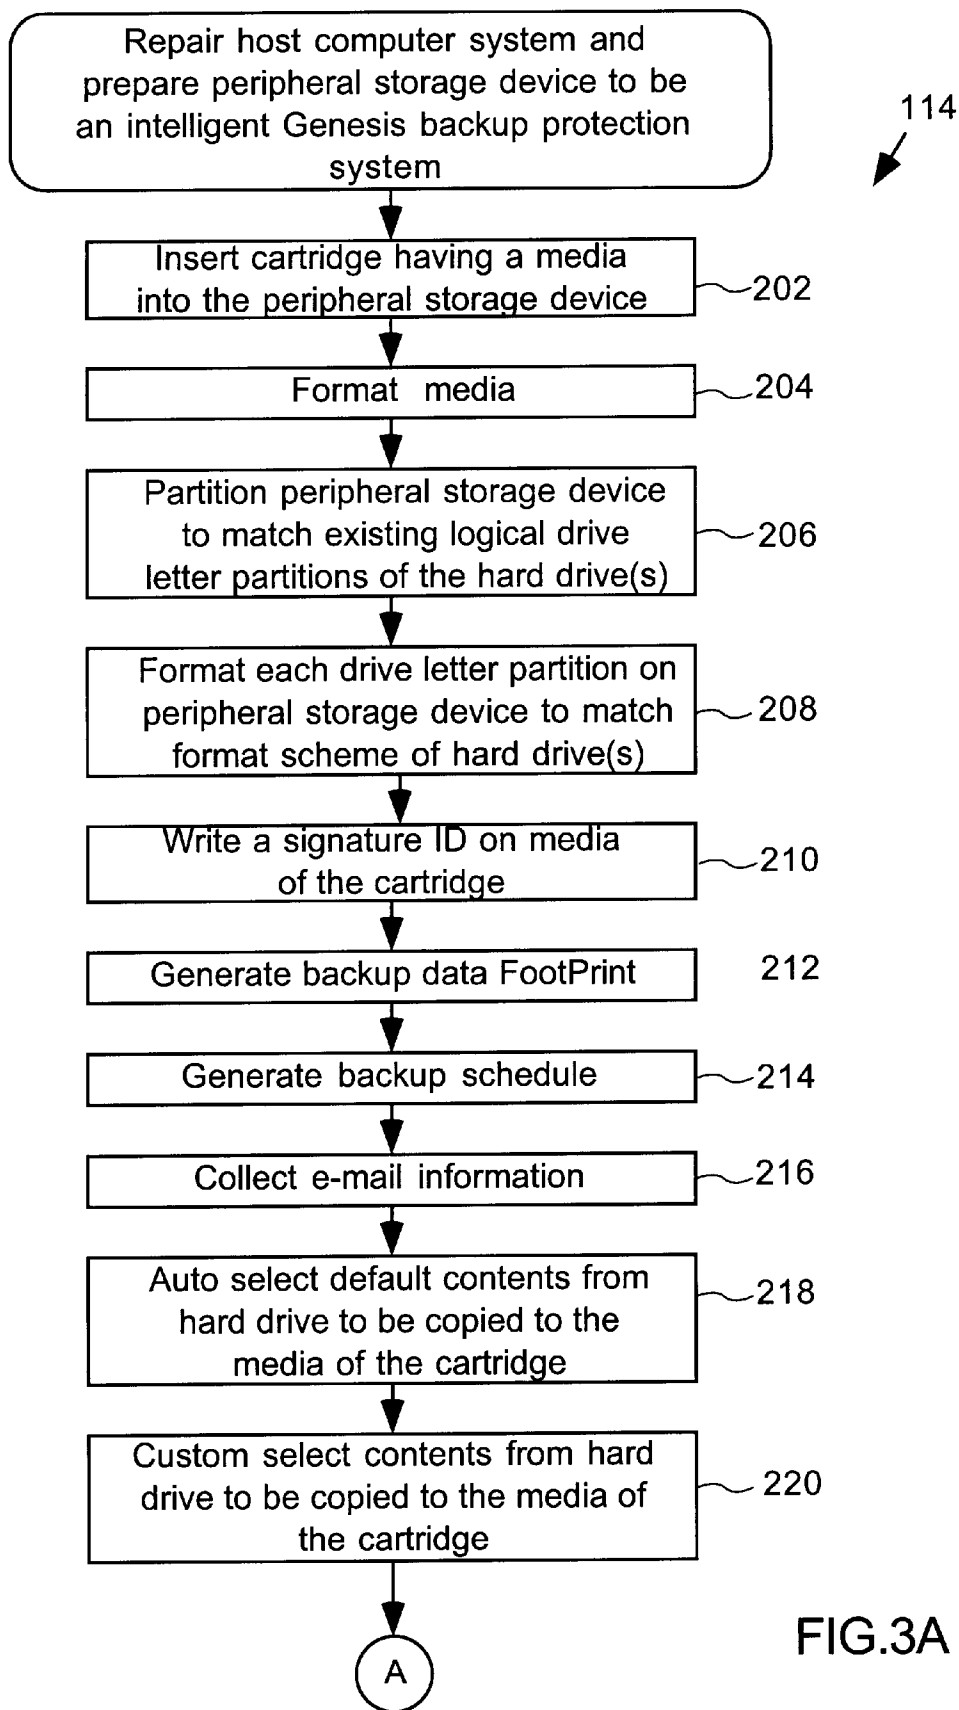 Repair host computer system and
prepare peripheral storage device to be
an intelligent Genesis backup protection
system
114
Insert cartridge having a media
into the peripheral storage device
202
Format media
204
Partition peripheral storage device
to match existing logical drive
letter partitions of the hard drive(s)
206
Format each drive letter partition on
peripheral storage device to match
format scheme of hard drive(s)
208
Write a signature ID on media
of the cartridge
210
Generate backup data FootPrint
212
Generate backup schedule
214
Collect e-mail information
216
Auto select default contents from
hard drive to be copied to the
media of the cartridge
218
Custom select contents from hard
drive to be copied to the media of
the cartridge
220
A
FIG.3A